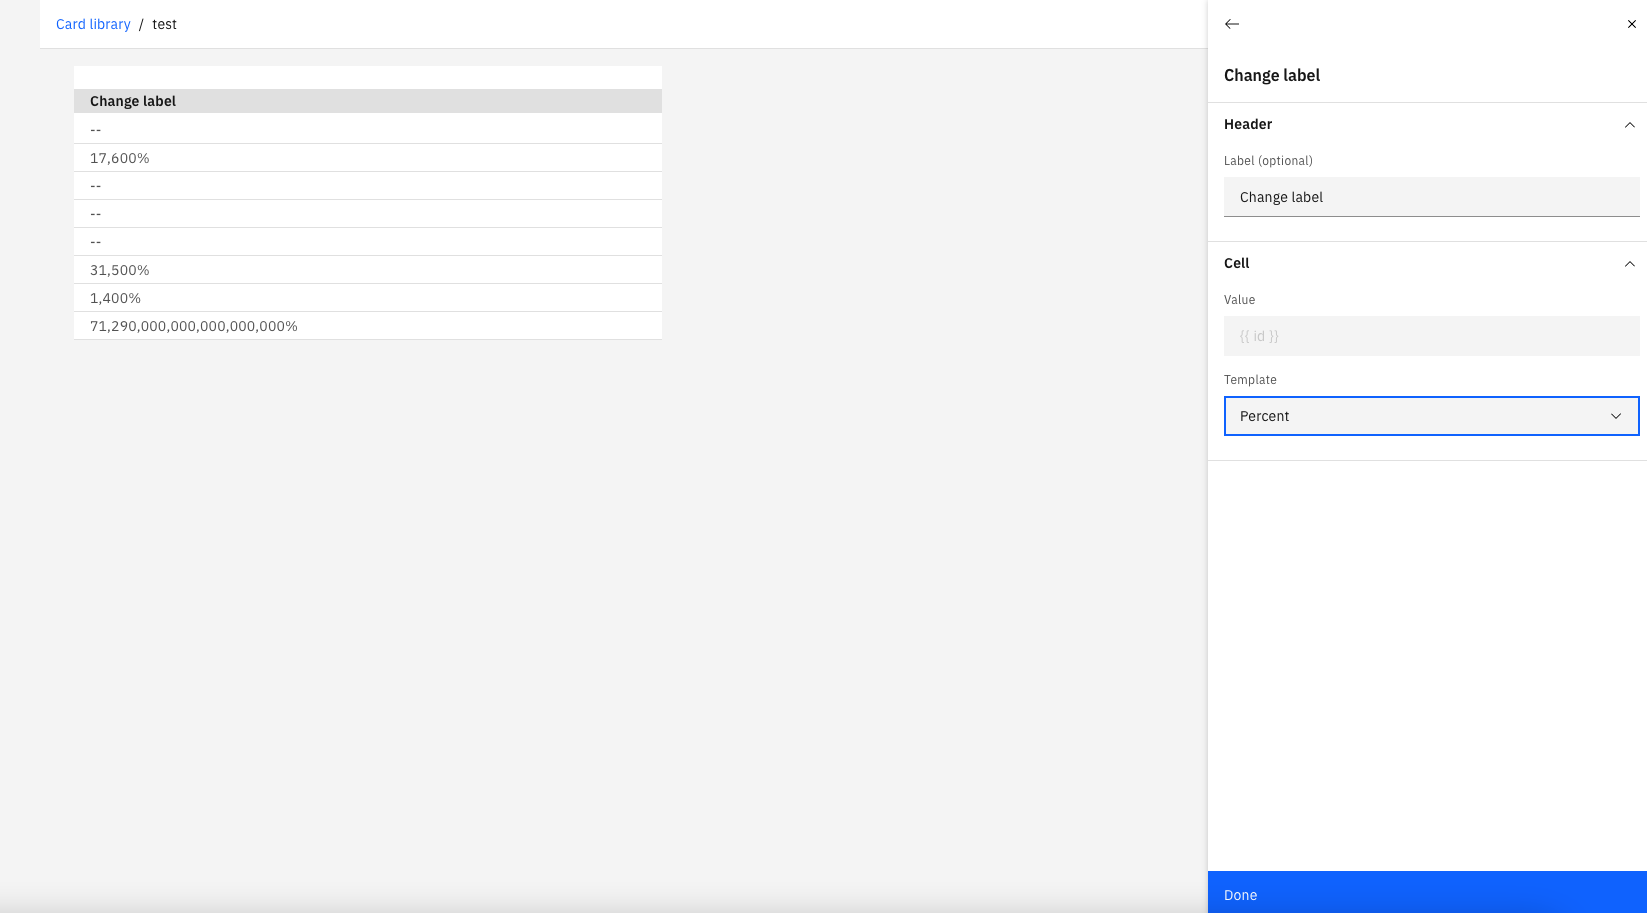 Card library / test
Change label
--
17,600%
--
--
--
31,500%
1,400%
71,290,000,000,000,000,000%
Change label
Header
Label (optional)
Change label
Cell
Value
{{ id }}
Template
Percent
Done